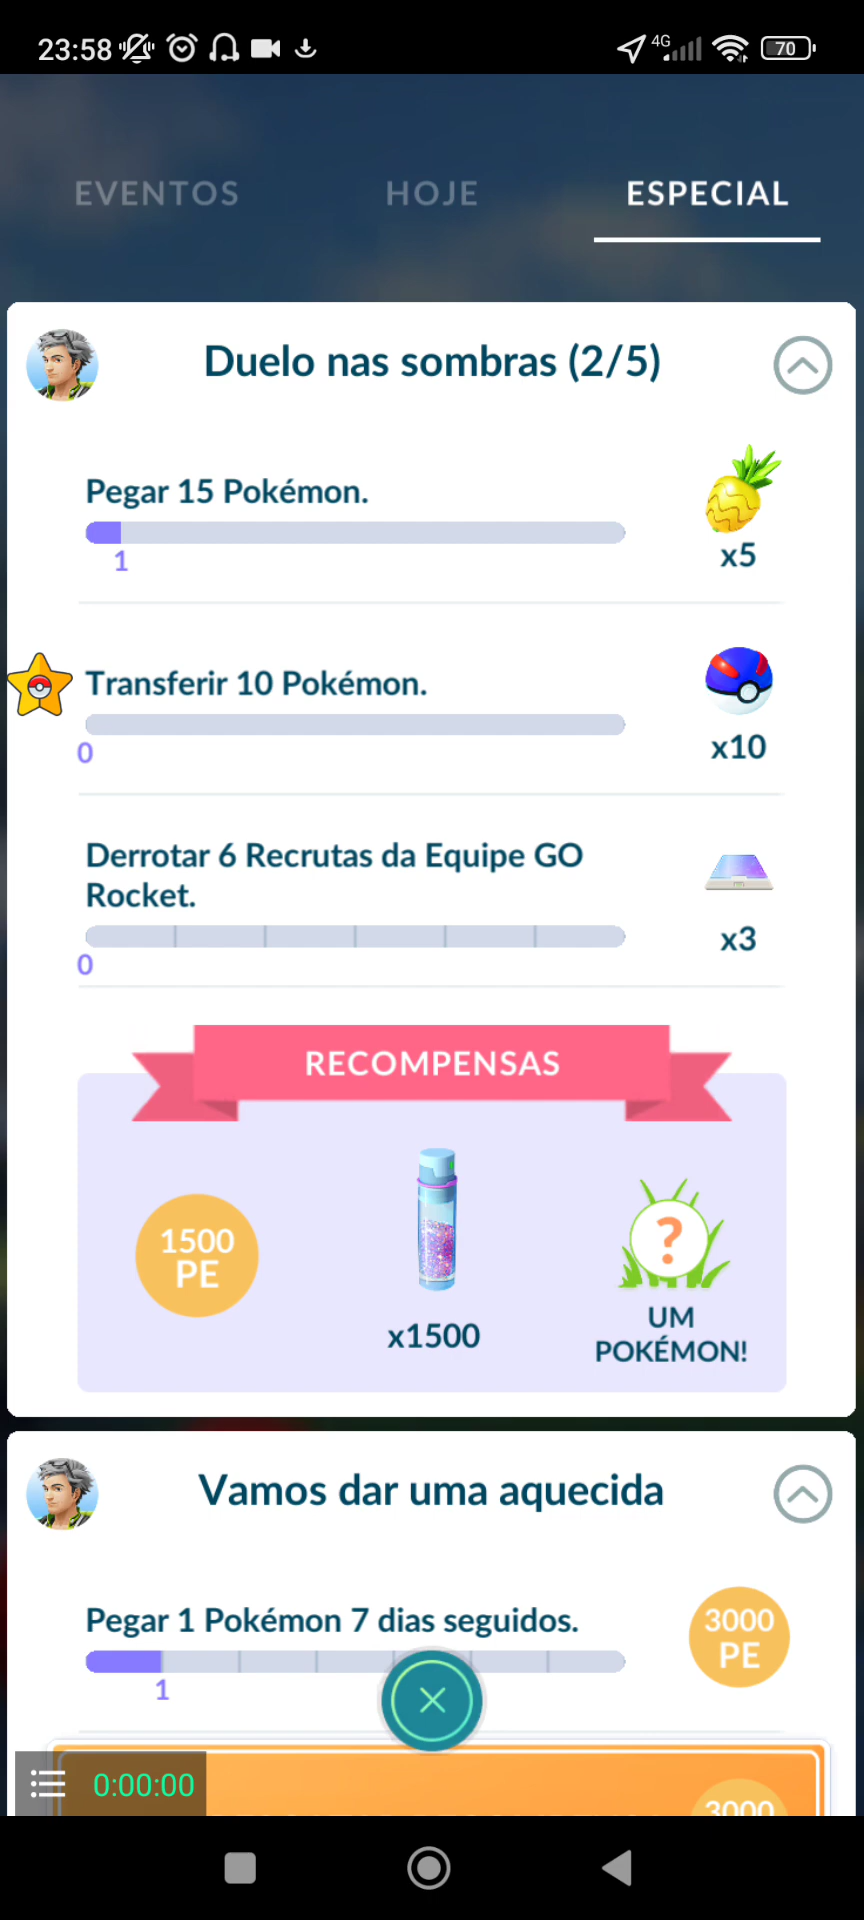 23:58
4G
70
EVENTOS
HOJE
ESPECIAL
Duelo nas sombras (2/5)
Pegar 15 Pokémon.
1
x5
Transferir 10 Pokémon.
0
x10
Derrotar 6 Recrutas da Equipe GO
Rocket.
0
x3
RECOMPENSAS
1500
PE
x1500
?
UM
POKÉMON!
Vamos dar uma aquecida
Pegar 1 Pokémon 7 dias seguidos.
1
3000
PE
0:00:00
3000